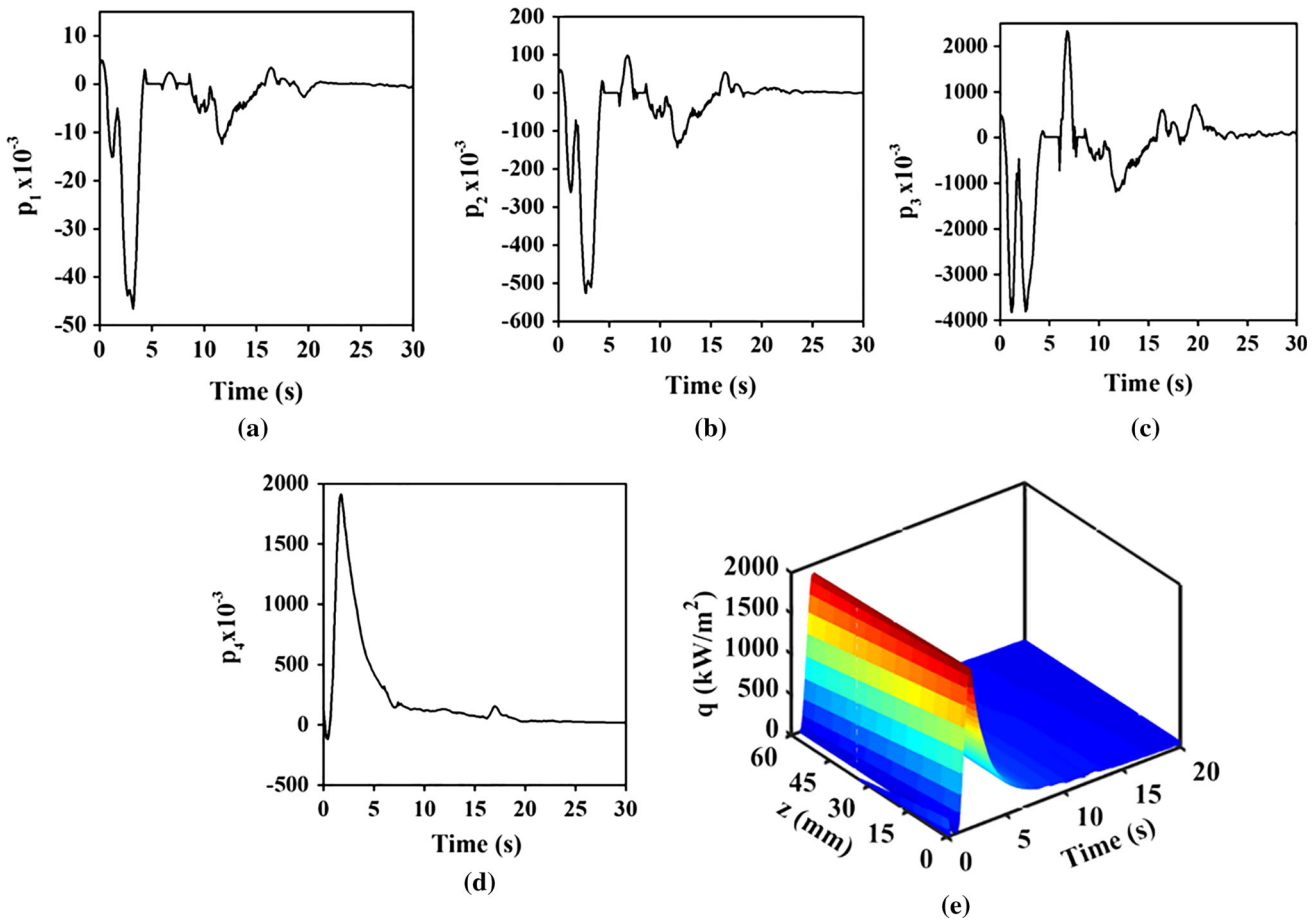 10
0
-10
-20
-30
-40
-50
p₁ x10⁻³
0 5 10 15 20 25 30
Time (s)
(a)
200
100
0
-100
-200
-300
-400
-500
-600
p₂ x10⁻³
0 5 10 15 20 25 30
Time (s)
(b)
2000
1000
0
-1000
-2000
-3000
-4000
p₃ x10⁻³
0 5 10 15 20 25 30
Time (s)
(c)
2000
1500
1000
500
0
-500
p₄x10⁻³
0 5 10 15 20 25 30
Time (s)
(d)
2000
1500
1000
500
0
q (kW/m²)
60
45
30
15
0
z (mm)
0
5
10
15
20
Time (s)
(e)